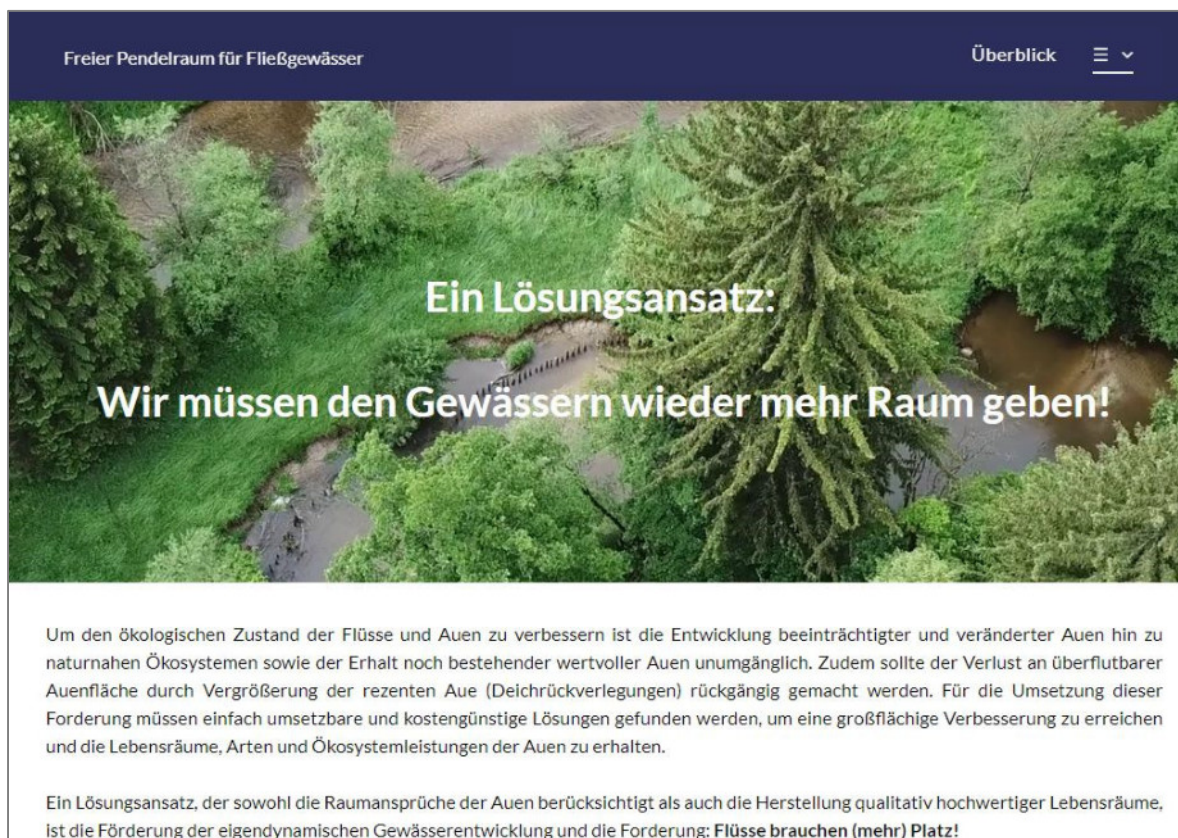 Freier Pendelraum für Fließgewässer
Überblick
Ein Lösungsansatz:
Wir müssen den Gewässern wieder mehr Raum geben!
Um den ökologischen Zustand der Flüsse und Auen zu verbessern ist die Entwicklung beeinträchtigter und veränderter Auen hin zu
naturnahen Ökosystemen sowie der Erhalt noch bestehender wertvoller Auen unumgänglich. Zudem sollte der Verlust an überflutbarer
Auenfläche durch Vergrößerung der rezenten Aue (Deichrückverlegungen) rückgängig gemacht werden. Für die Umsetzung dieser
Forderung müssen einfach umsetzbare und kostengünstige Lösungen gefunden werden, um eine großflächige Verbesserung zu erreichen
und die Lebensräume, Arten und Ökosystemleistungen der Auen zu erhalten.
Ein Lösungsansatz, der sowohl die Raumansprüche der Auen berücksichtigt als auch die Herstellung qualitativ hochwertiger Lebensräume,
ist die Förderung der eigendynamischen Gewässerentwicklung und die Forderung: Flüsse brauchen (mehr) Platz!